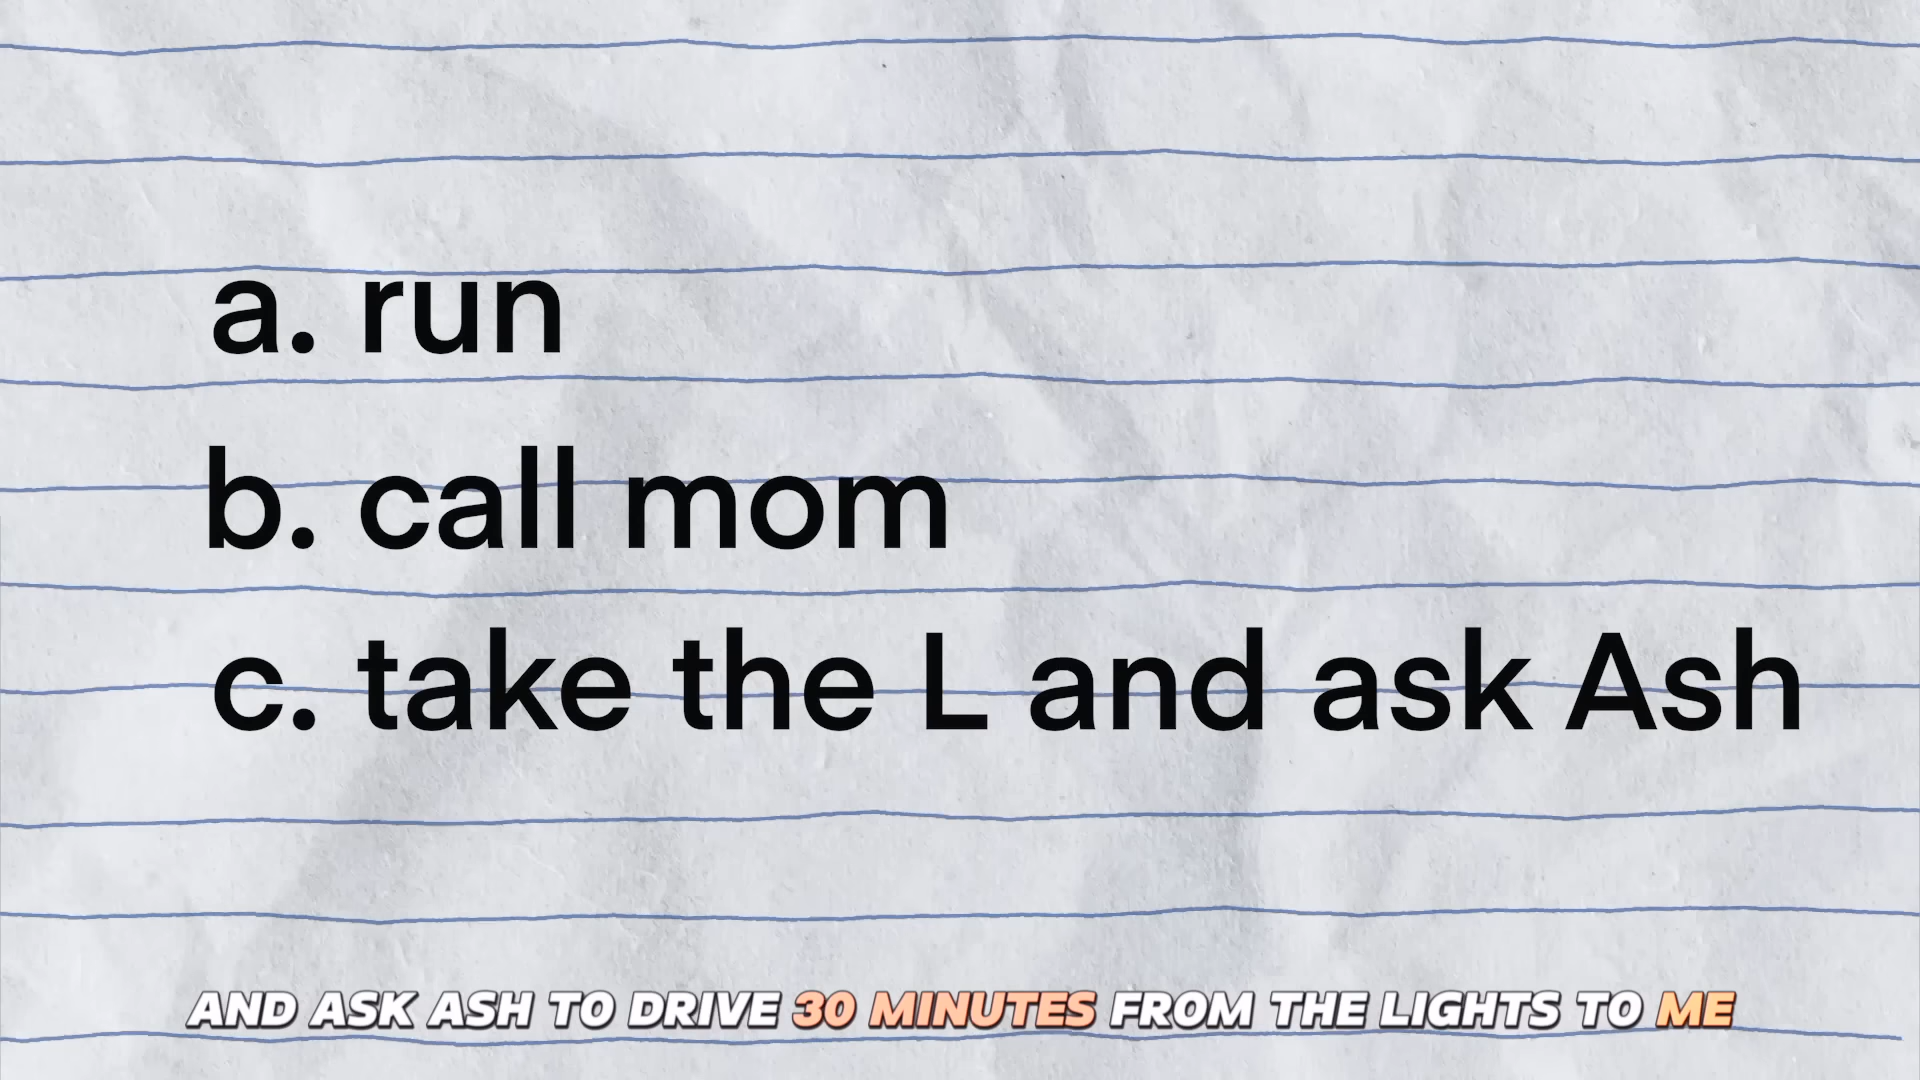 a. run
b. call mom
c. take the L and ask Ash
AND ASK ASH TO DRIVE 30 MINUTES FROM THE LIGHTS TO ME